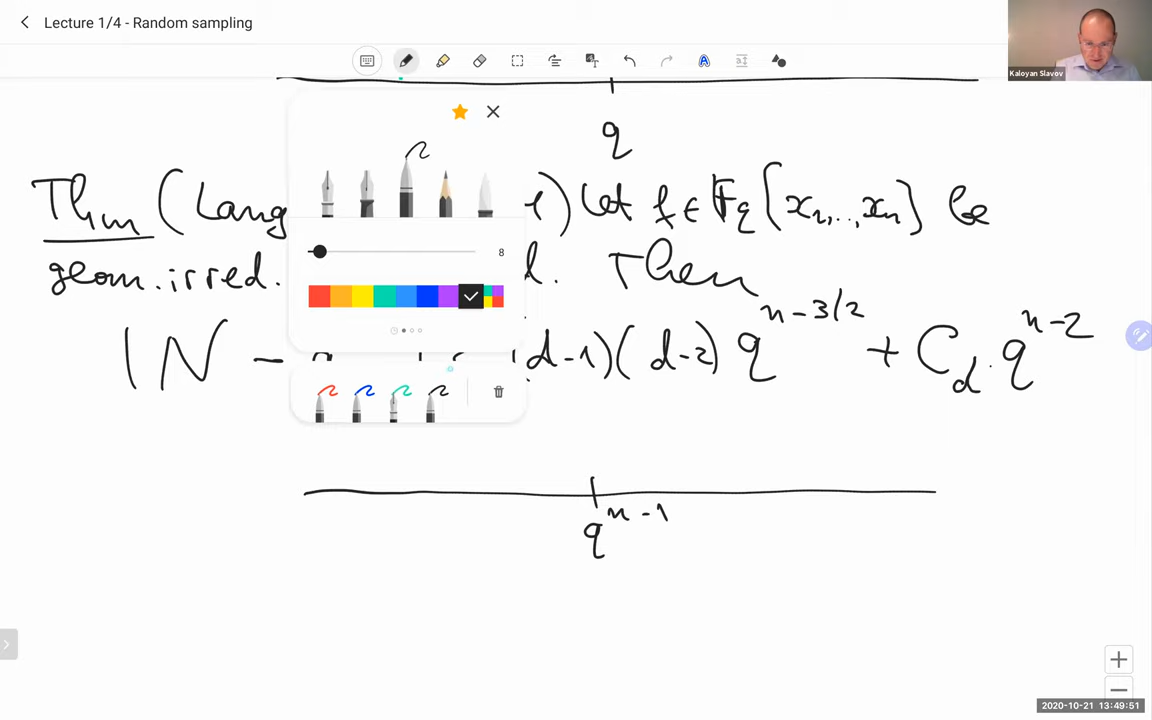 Lecture 1/4 - Random sampling
Kaloyan Slavov
8
q
Thm (Lang ) Let f ∈ F_q [x_1,..,x_n] be
geom. irred. d. Then
|N - (d-1)(d-2) q^{n-3/2} + C_d . q^{n-2}
q^{n-1}
2020-10-21 13:49:51